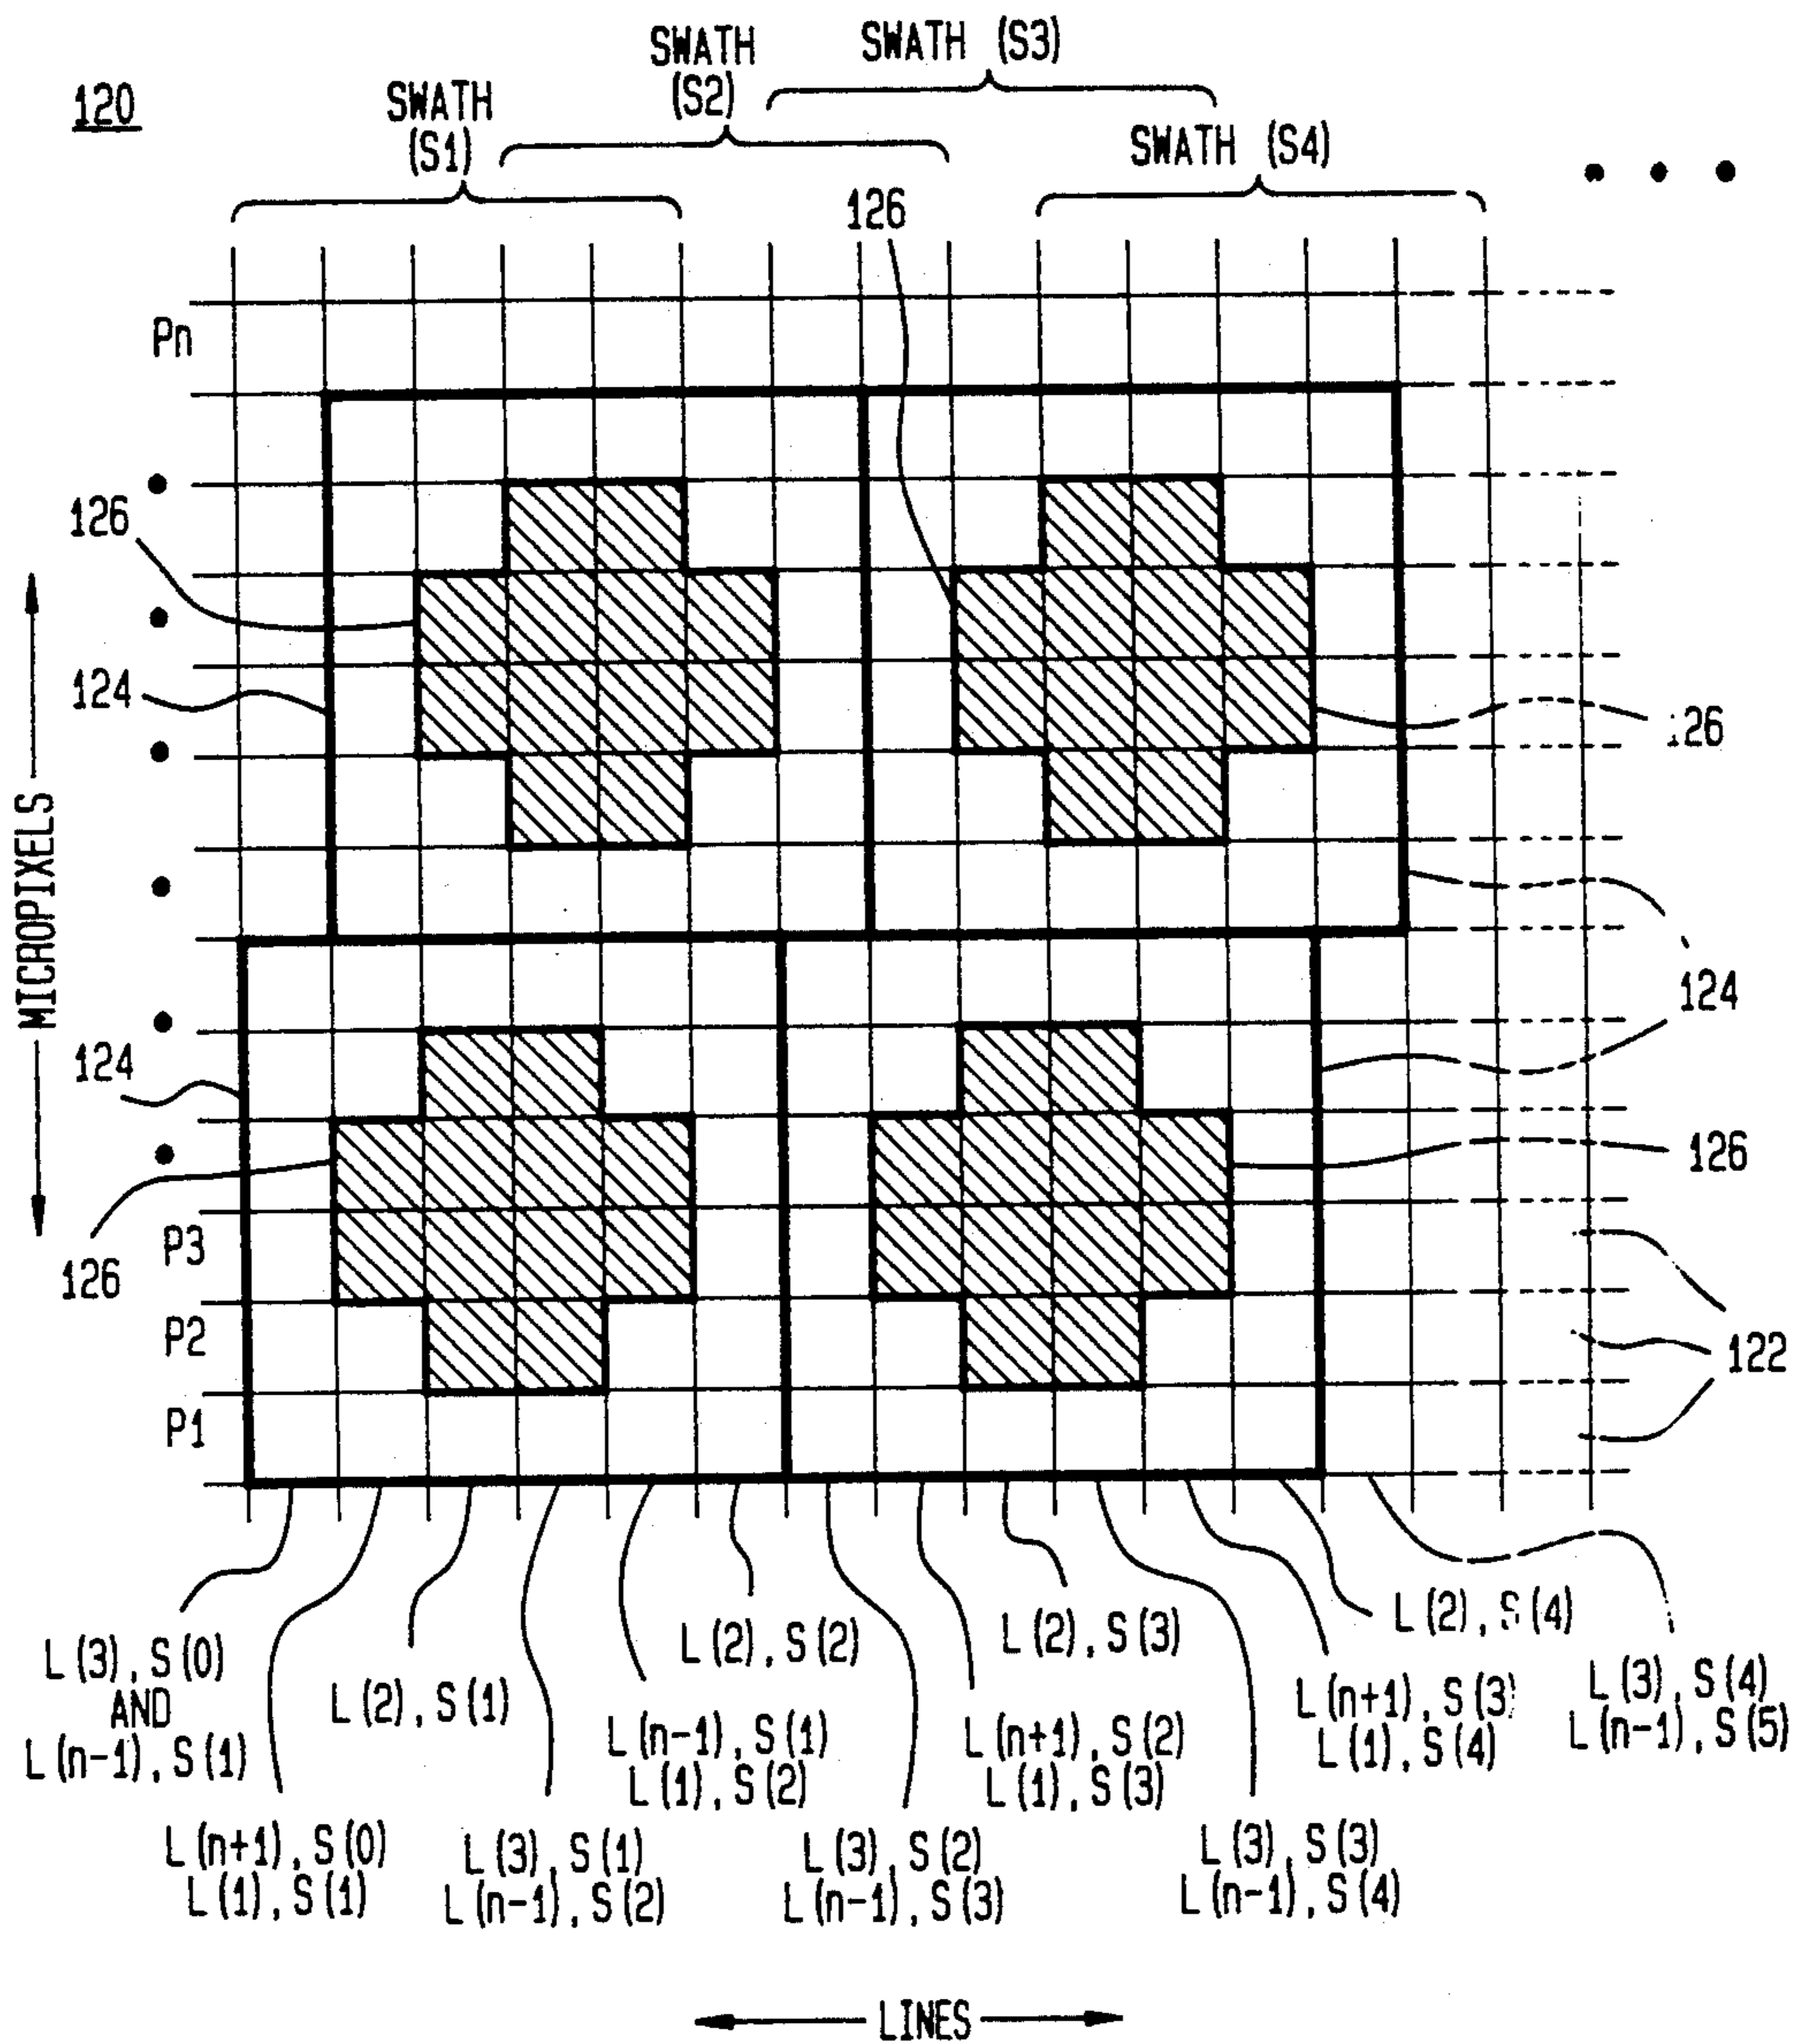 120
SWATH
(S1)
SWATH
(S2)
SWATH (S3)
SWATH (S4)
126
Pn
126
124
126
MICROPIXELS
124
124
126
P3
126
P2
122
P1
L(3), S(0)
AND
L(n-1), S(1)
L(n+1), S(0)
L(1), S(1)
L(2), S(1)
L(3), S(1)
L(n-1), S(2)
L(n-1), S(1)
L(1), S(2)
L(2), S(2)
L(3), S(2)
L(n-1), S(3)
L(n+1), S(2)
L(1), S(3)
L(2), S(3)
L(3), S(3)
L(n-1), S(4)
L(n+1), S(3)
L(1), S(4)
L(2), S(4)
L(3), S(4)
L(n-1), S(5)
LINES